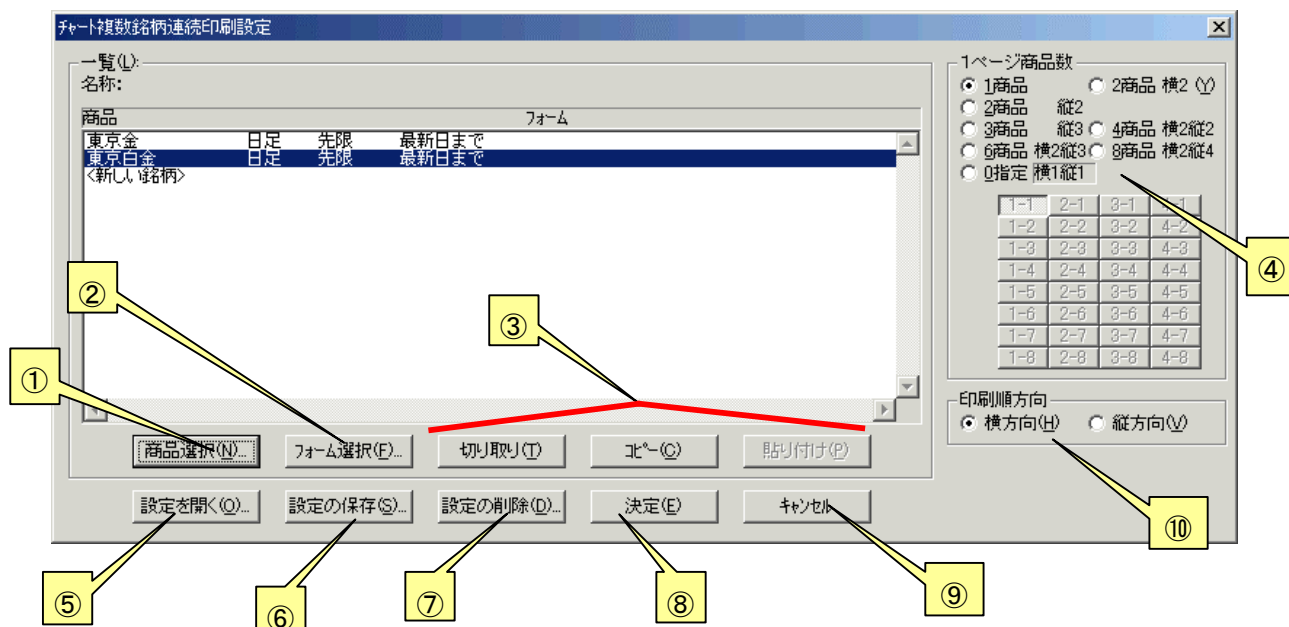 チャート複数銘柄連続印刷設定
一覧(L):
名称:
商品 フォーム
東京金 日足 先限 最新日まで
東京白金 日足 先限 最新日まで
<新しい銘柄>
商品選択(N)... フォーム選択(F)... 切り取り(T) コピー(C) 貼り付け(P)
設定を開く(O)... 設定の保存(S)... 設定の削除(D)... 決定(E) キャンセル
1ページ商品数
1商品 2商品 横2 (Y)
2商品 縦2
3商品 縦3 4商品 横2縦2
6商品 横2縦3 8商品 横2縦4
0指定 横1縦1
1-1 2-1 3-1 4-1
1-2 2-2 3-2 4-2
1-3 2-3 3-3 4-3
1-4 2-4 3-4 4-4
1-5 2-5 3-5 4-5
1-6 2-6 3-6 4-6
1-7 2-7 3-7 4-7
1-8 2-8 3-8 4-8
印刷順方向
横方向(H) 縦方向(V)
①
②
③
④
⑤
⑥
⑦
⑧
⑨
⑩